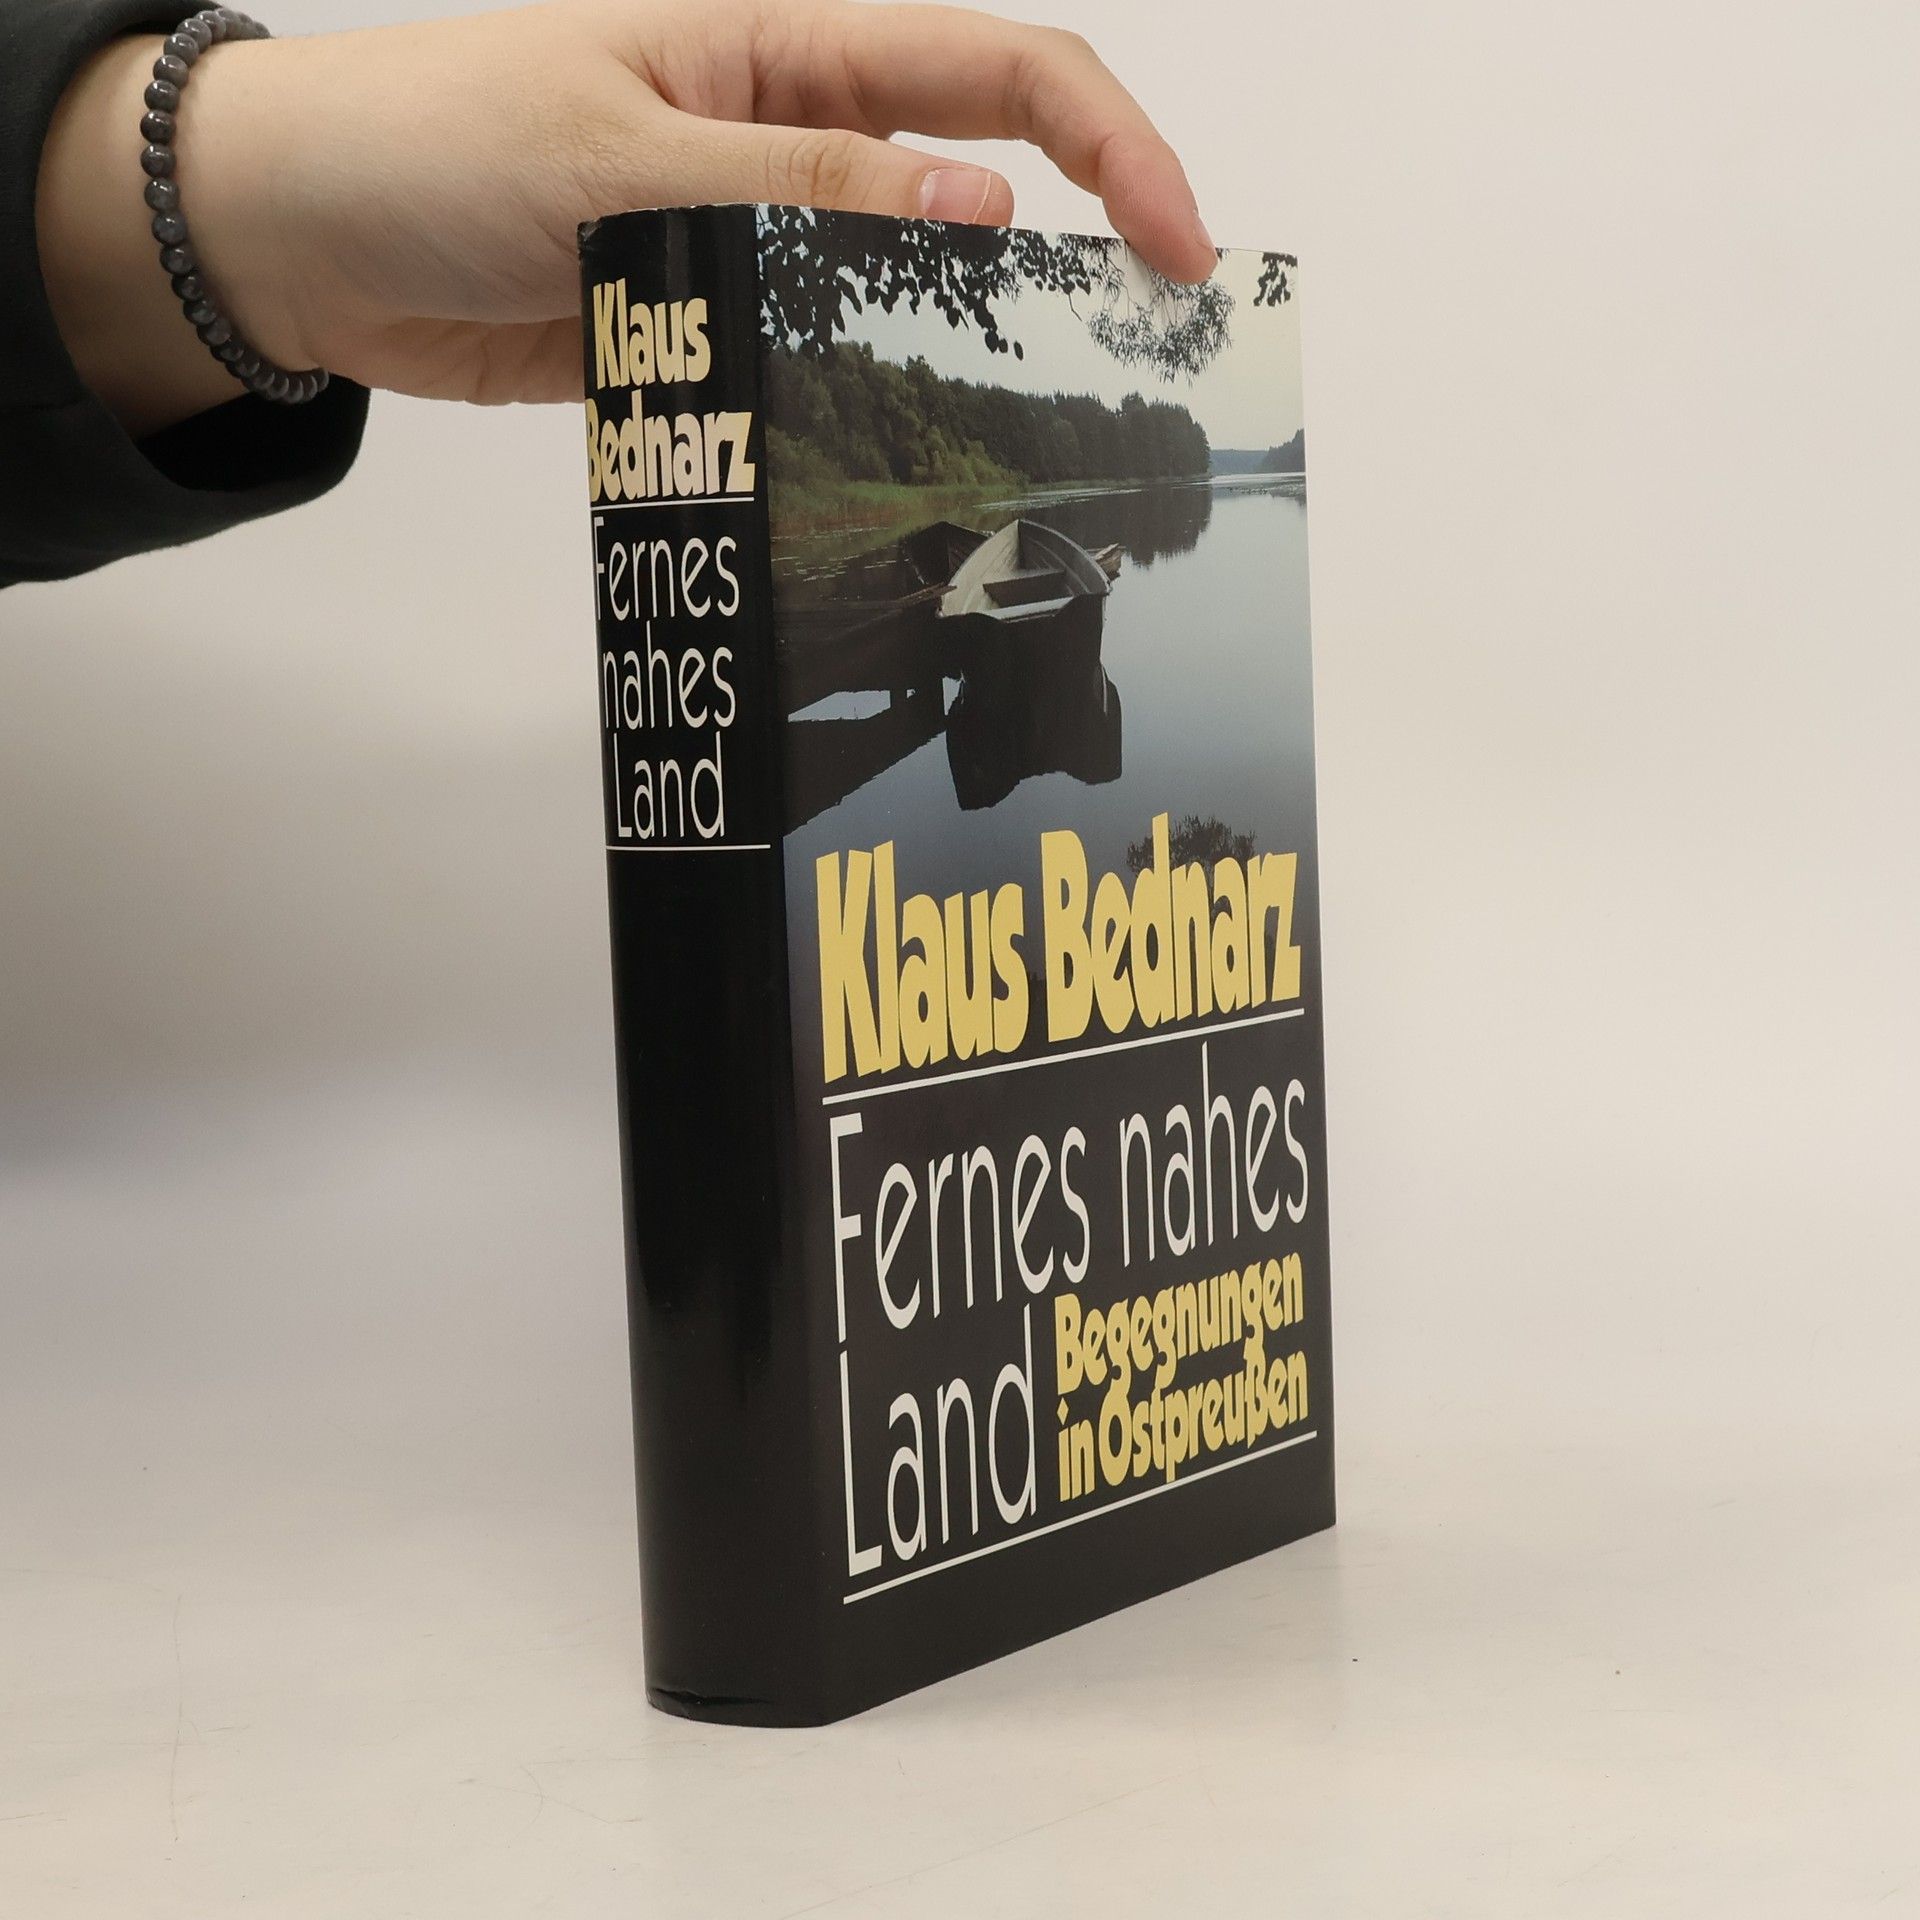 Klaus
Bednarz
Fernes
nahes
Land
Klaus Bednarz
Fernes nahes
Land
Begegnungen
in Ostpreußen